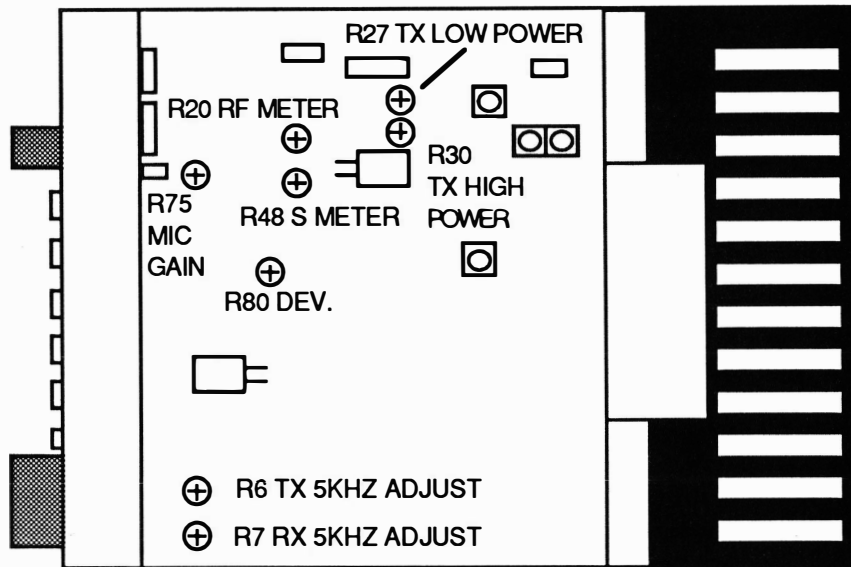 R27 TX LOW POWER
R20 RF METER
R30
TX HIGH
POWER
R75
MIC
GAIN
R48 S METER
R80 DEV.
R6 TX 5KHZ ADJUST
R7 RX 5KHZ ADJUST